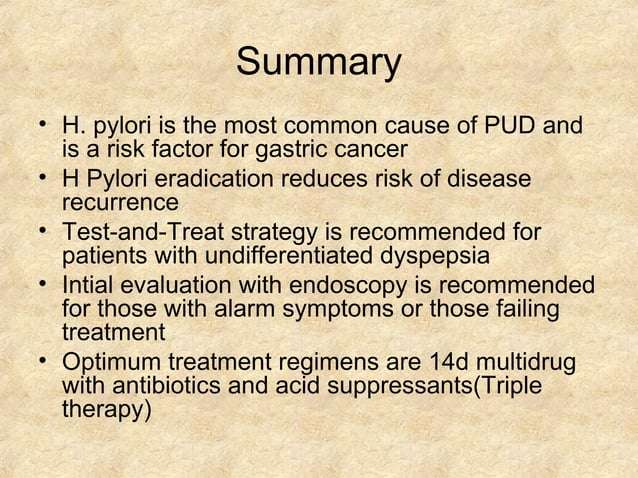 Summary
• H. pylori is the most common cause of PUD and
is a risk factor for gastric cancer
• H Pylori eradication reduces risk of disease
recurrence
• Test-and-Treat strategy is recommended for
patients with undifferentiated dyspepsia
• Intial evaluation with endoscopy is recommended
for those with alarm symptoms or those failing
treatment
• Optimum treatment regimens are 14d multidrug
with antibiotics and acid suppressants(Triple
therapy)